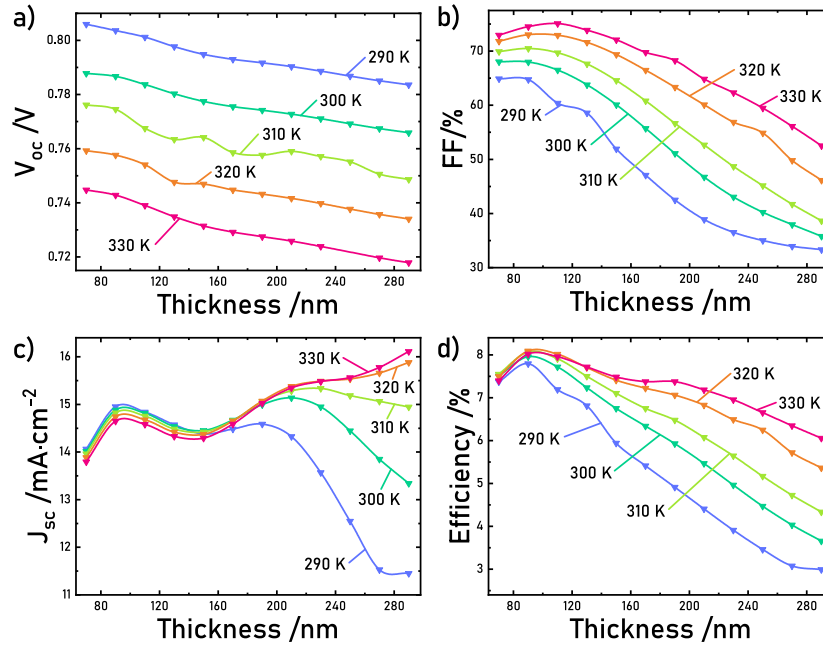 a)
0.80
0.78
0.76
0.74
0.72
V_oc /V
290 K
300 K
310 K
320 K
330 K
80 120 160 200 240 280
Thickness /nm
b)
75
70
60
50
40
30
FF/%
320 K
330 K
290 K
300 K
310 K
80 120 160 200 240 280
Thickness /nm
c)
16
15
14
13
12
11
J_sc /mA·cm⁻²
330 K
320 K
310 K
300 K
290 K
80 120 160 200 240 280
Thickness /nm
d)
8
7
6
5
4
3
Efficiency /%
320 K
330 K
290 K
300 K
310 K
80 120 160 200 240 280
Thickness /nm